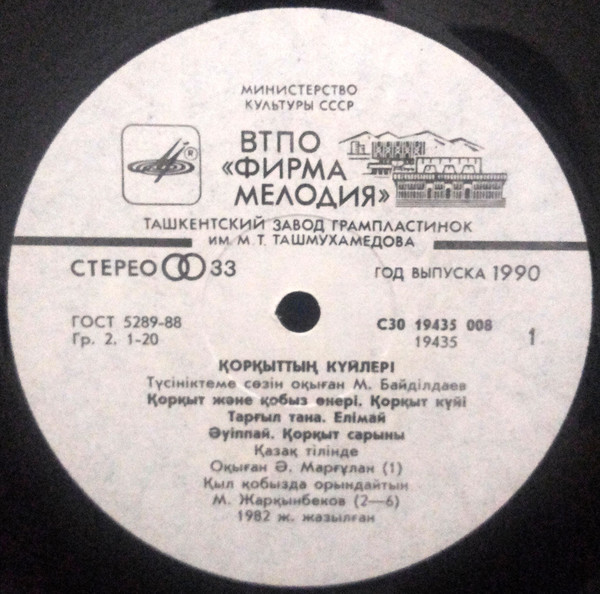 МИНИСТЕРСТВО
КУЛЬТУРЫ СССР
®
ВТПО
«ФИРМА
МЕЛОДИЯ»
ТАШКЕНТСКИЙ ЗАВОД ГРАМПЛАСТИНОК
ИМ. М. Т. ТАШМУХАМЕДОВА
СТЕРЕО 33
ГОД ВЫПУСКА 1990
ГОСТ 5289-88
Гр. 2. 1-20
С30 19435 008
19435
1
ҚОРҚЫТТЫҢ КҮЙЛЕРІ
Түсініктеме сөзін оқыған М. Байділдаев
Қорқыт және қобыз өнері. Қорқыт күйі
Тарғыл тана. Елімай
Әуіппай. Қорқыт сарыны
Қазақ тілінде
Оқыған Ә. Марғұлан (1)
Қыл қобызда орындайтын
М. Жарқынбеков (2—6)
1982 ж. жазылған